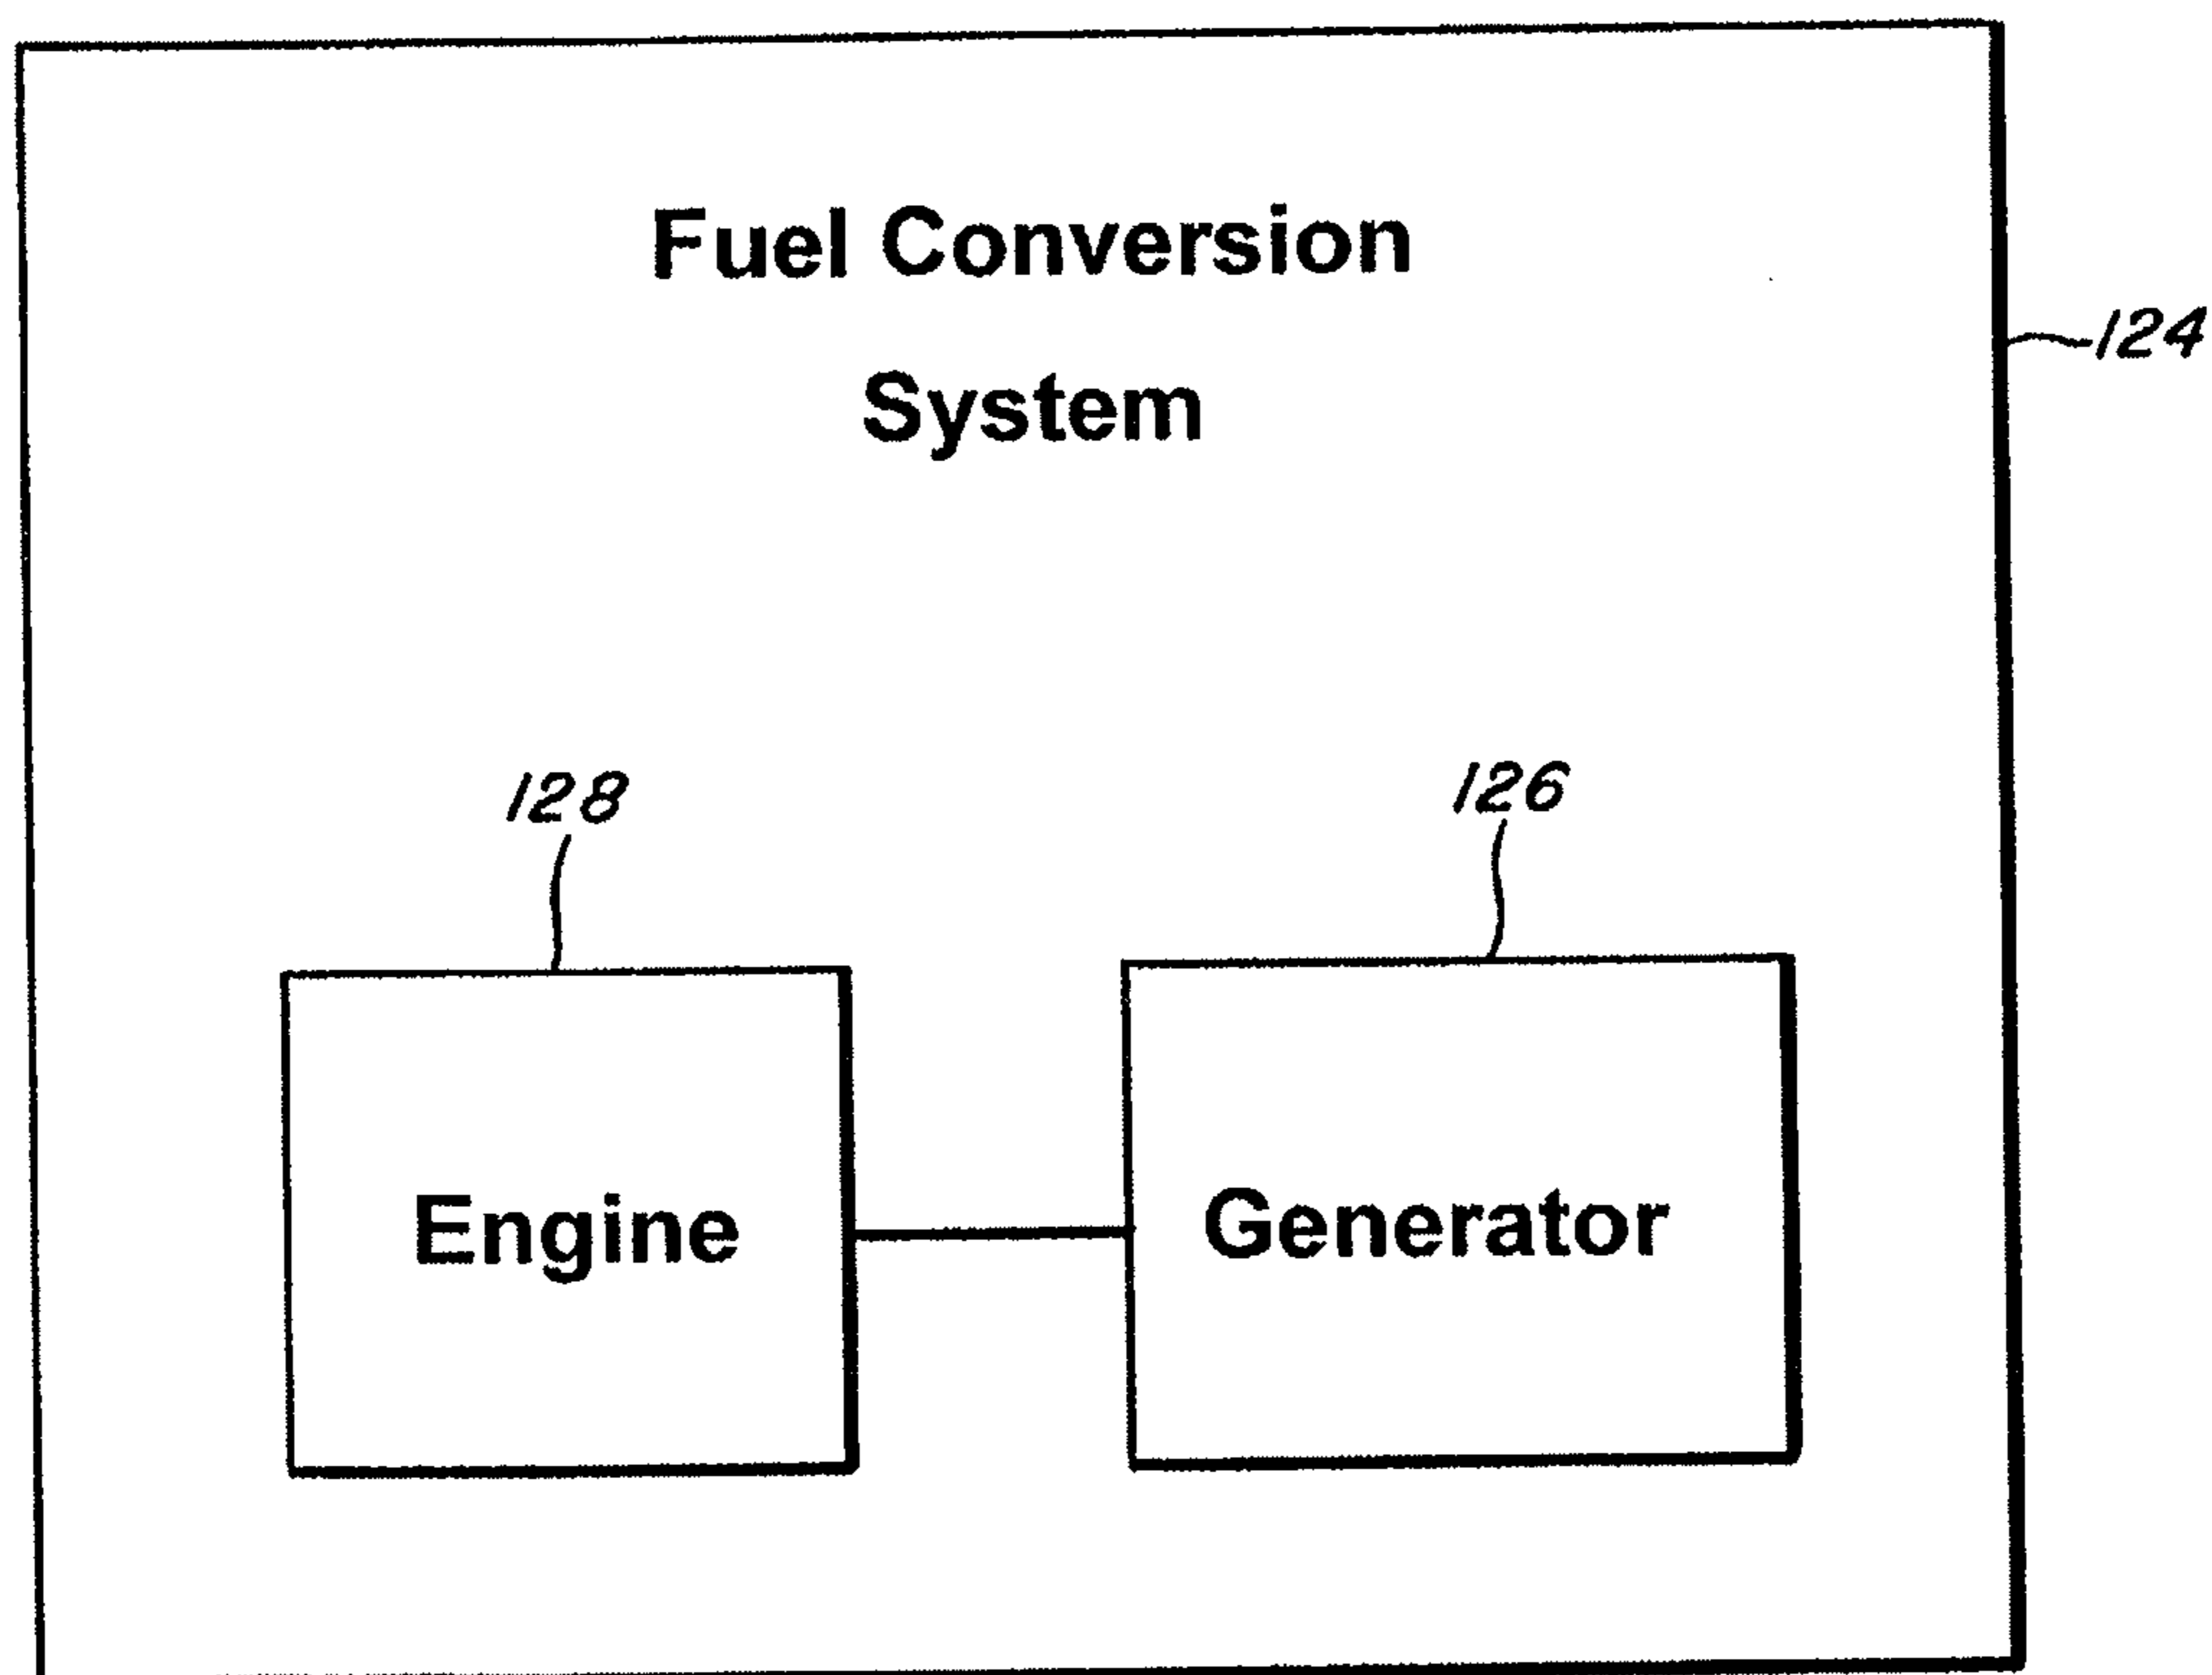 Fuel Conversion
System
124
128
126
Engine
Generator